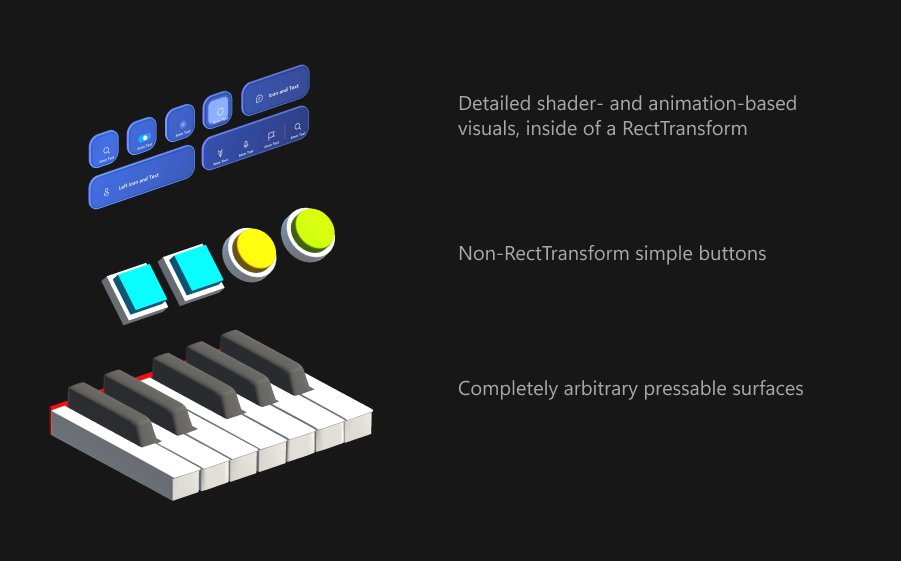 Icon and Text
Left Icon and Text
Detailed shader- and animation-based
visuals, inside of a RectTransform
Non-RectTransform simple buttons
Completely arbitrary pressable surfaces